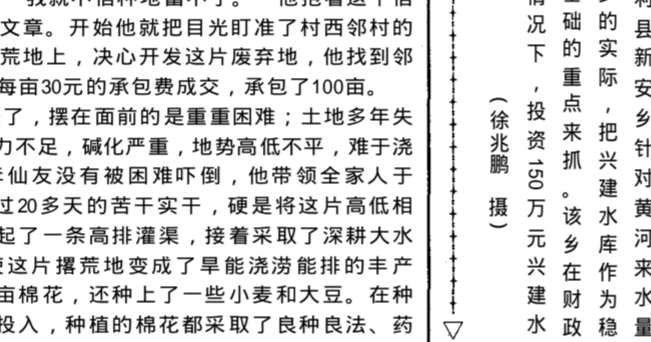 我就不信种地富不了。"他抱着这个信
文章。开始他就把目光盯准了村西邻村的
荒地上，决心开发这片废弃地，他找到邻
每亩30元的承包费成交，承包了100亩。
了，摆在面前的是重重困难；土地多年失
力不足，碱化严重，地势高低不平，难于浇
仙友没有被困难吓倒，他带领全家人于
过20多天的苦干实干，硬是将这片高低相
起了一条高排灌渠，接着采取了深耕大水
使这片撂荒地变成了旱能浇涝能排的丰产
亩棉花，还种上了一些小麦和大豆。在种
投入，种植的棉花都采取了良种良法、药
利县新安乡针对黄河来水量
的实际，把兴建水库作为稳
础的重点来抓。该乡在财政
情况下，投资150万元兴建水
(徐兆鹏 摄)